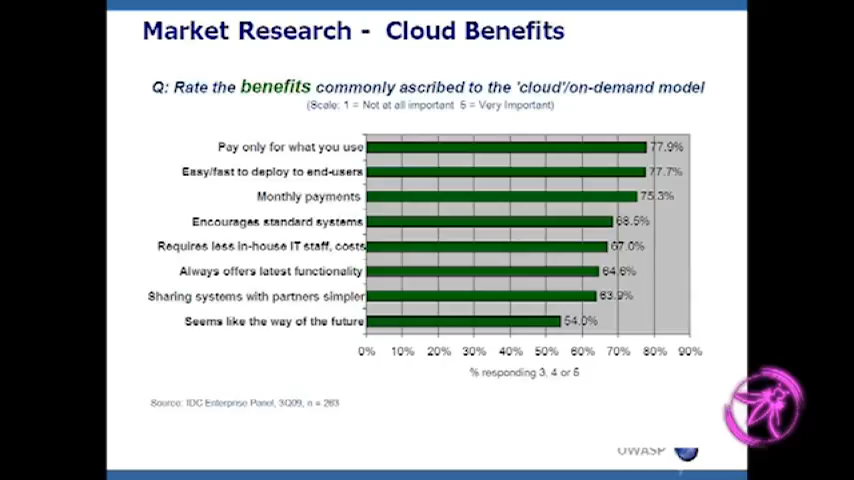 Market Research - Cloud Benefits
Q: Rate the benefits commonly ascribed to the 'cloud'/on-demand model
(Scale: 1 = Not at all important 5 = Very Important)
Pay only for what you use 77.9%
Easy/fast to deploy to end-users 77.7%
Monthly payments 75.3%
Encourages standard systems 68.5%
Requires less in-house IT staff, costs 67.0%
Always offers latest functionality 64.6%
Sharing systems with partners simpler 63.9%
Seems like the way of the future 54.0%
0% 10% 20% 30% 40% 50% 60% 70% 80% 90%
% responding 3, 4 or 5
Source: IDC Enterprise Panel, 3Q09, n = 263
OWASP